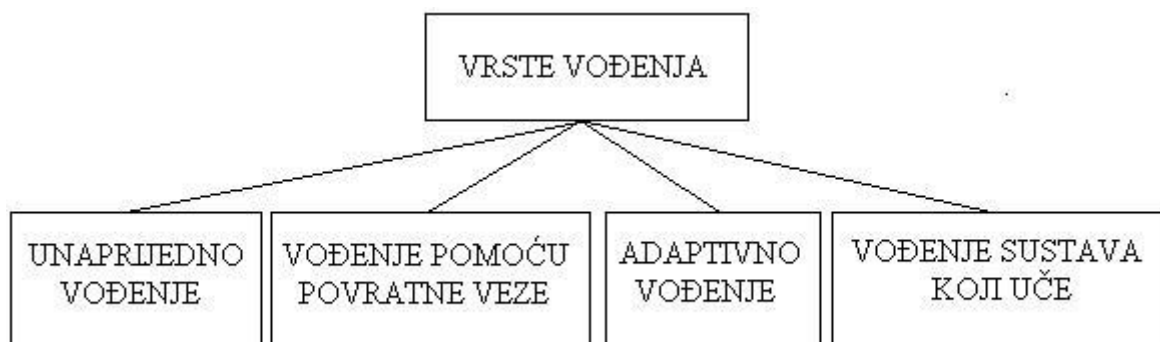 VRSTE VOĐENJA
UNAPRIJEDNO
VOĐENJE
VOĐENJE POMOĆU
POVRATNE VEZE
ADAPTIVNO
VOĐENJE
VOĐENJE SUSTAVA
KOJI UČE